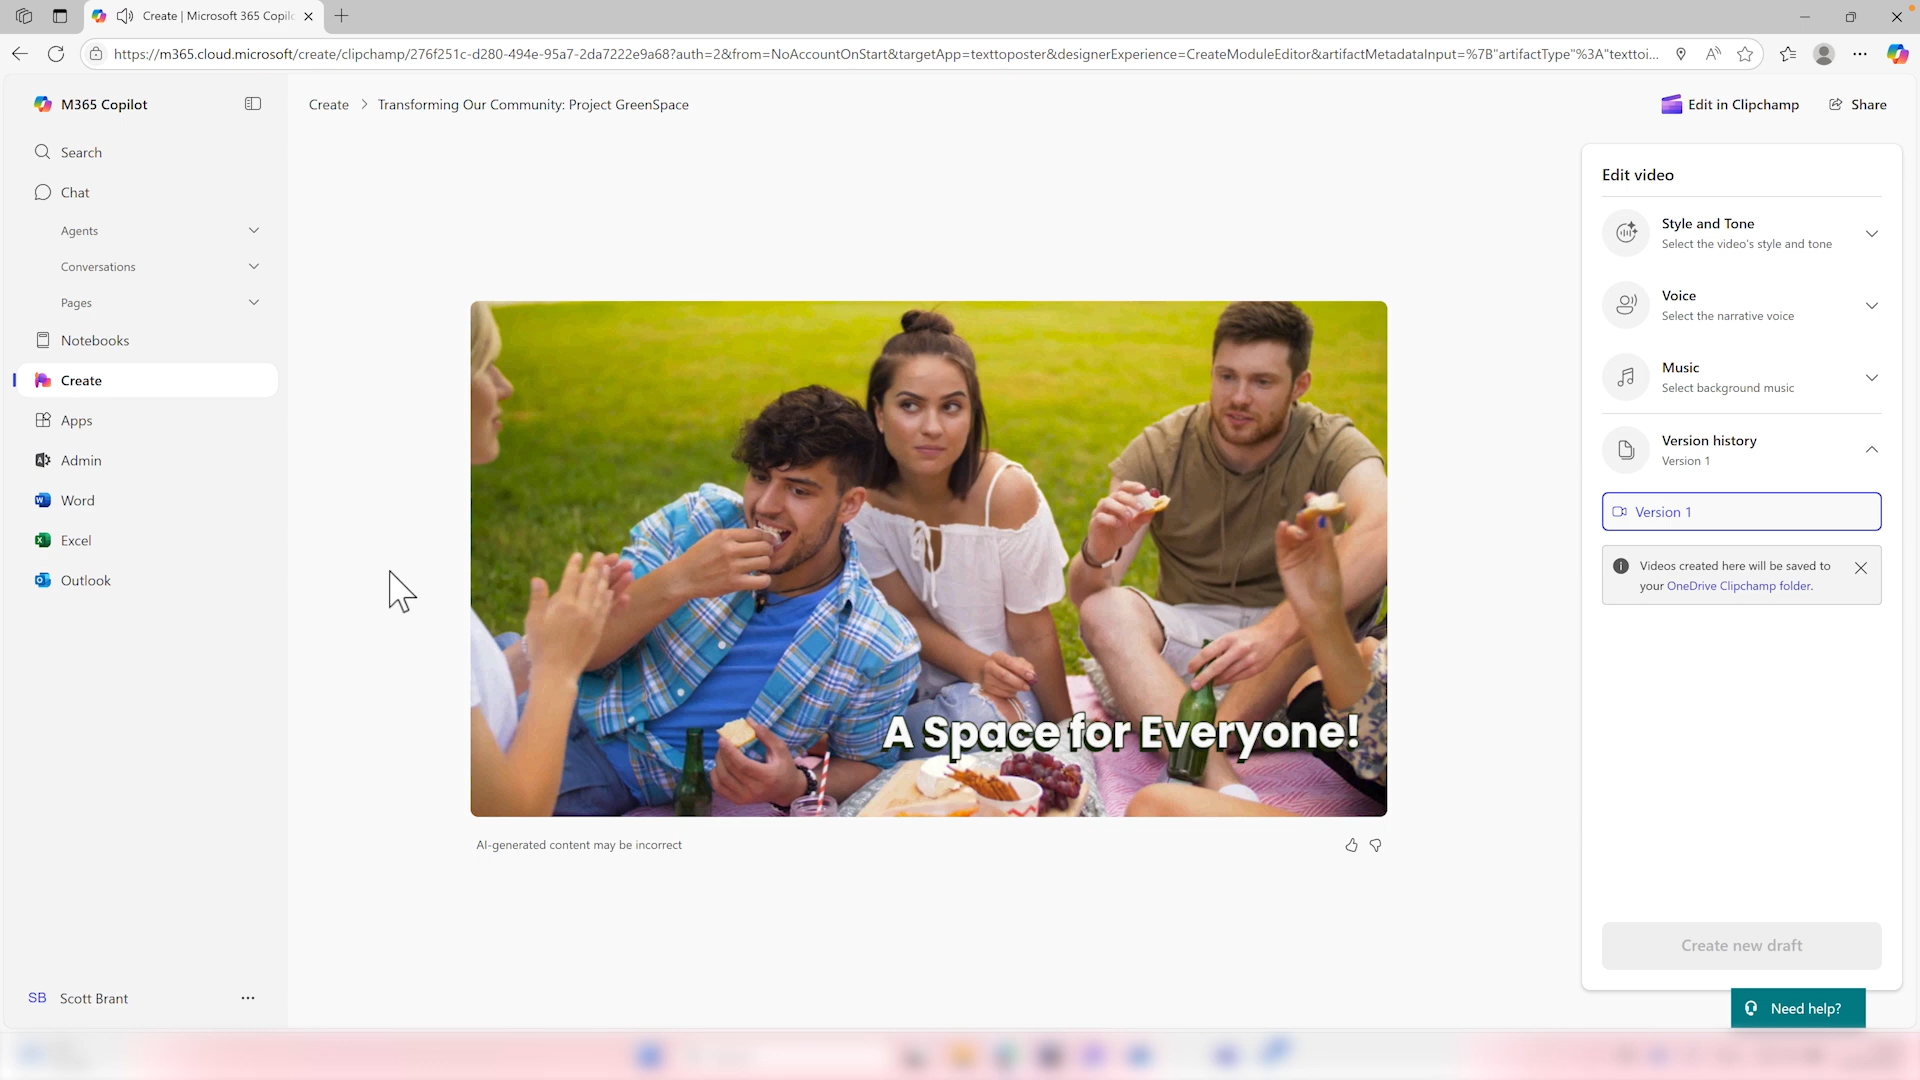 Create | Microsoft 365 Copilc
https://m365.cloud.microsoft/create/clipchamp/276f251c-d280-494e-95a7-2da7222e9a68?auth=2&from=NoAccountOnStart&targetApp=texttoposter&designerExperience=CreateModuleEditor&artifactMetadataInput=%7B"artifactType"%3A"texttoi...
M365 Copilot
Search
Chat
Agents
Conversations
Pages
Notebooks
Create
Apps
Admin
Word
Excel
Outlook
SB Scott Brant
Create > Transforming Our Community: Project GreenSpace
Edit in Clipchamp
Share
A Space for Everyone!
AI-generated content may be incorrect
Edit video
Style and Tone
Select the video's style and tone
Voice
Select the narrative voice
Music
Select background music
Version history
Version 1
Version 1
Videos created here will be saved to
your OneDrive Clipchamp folder.
Create new draft
Need help?